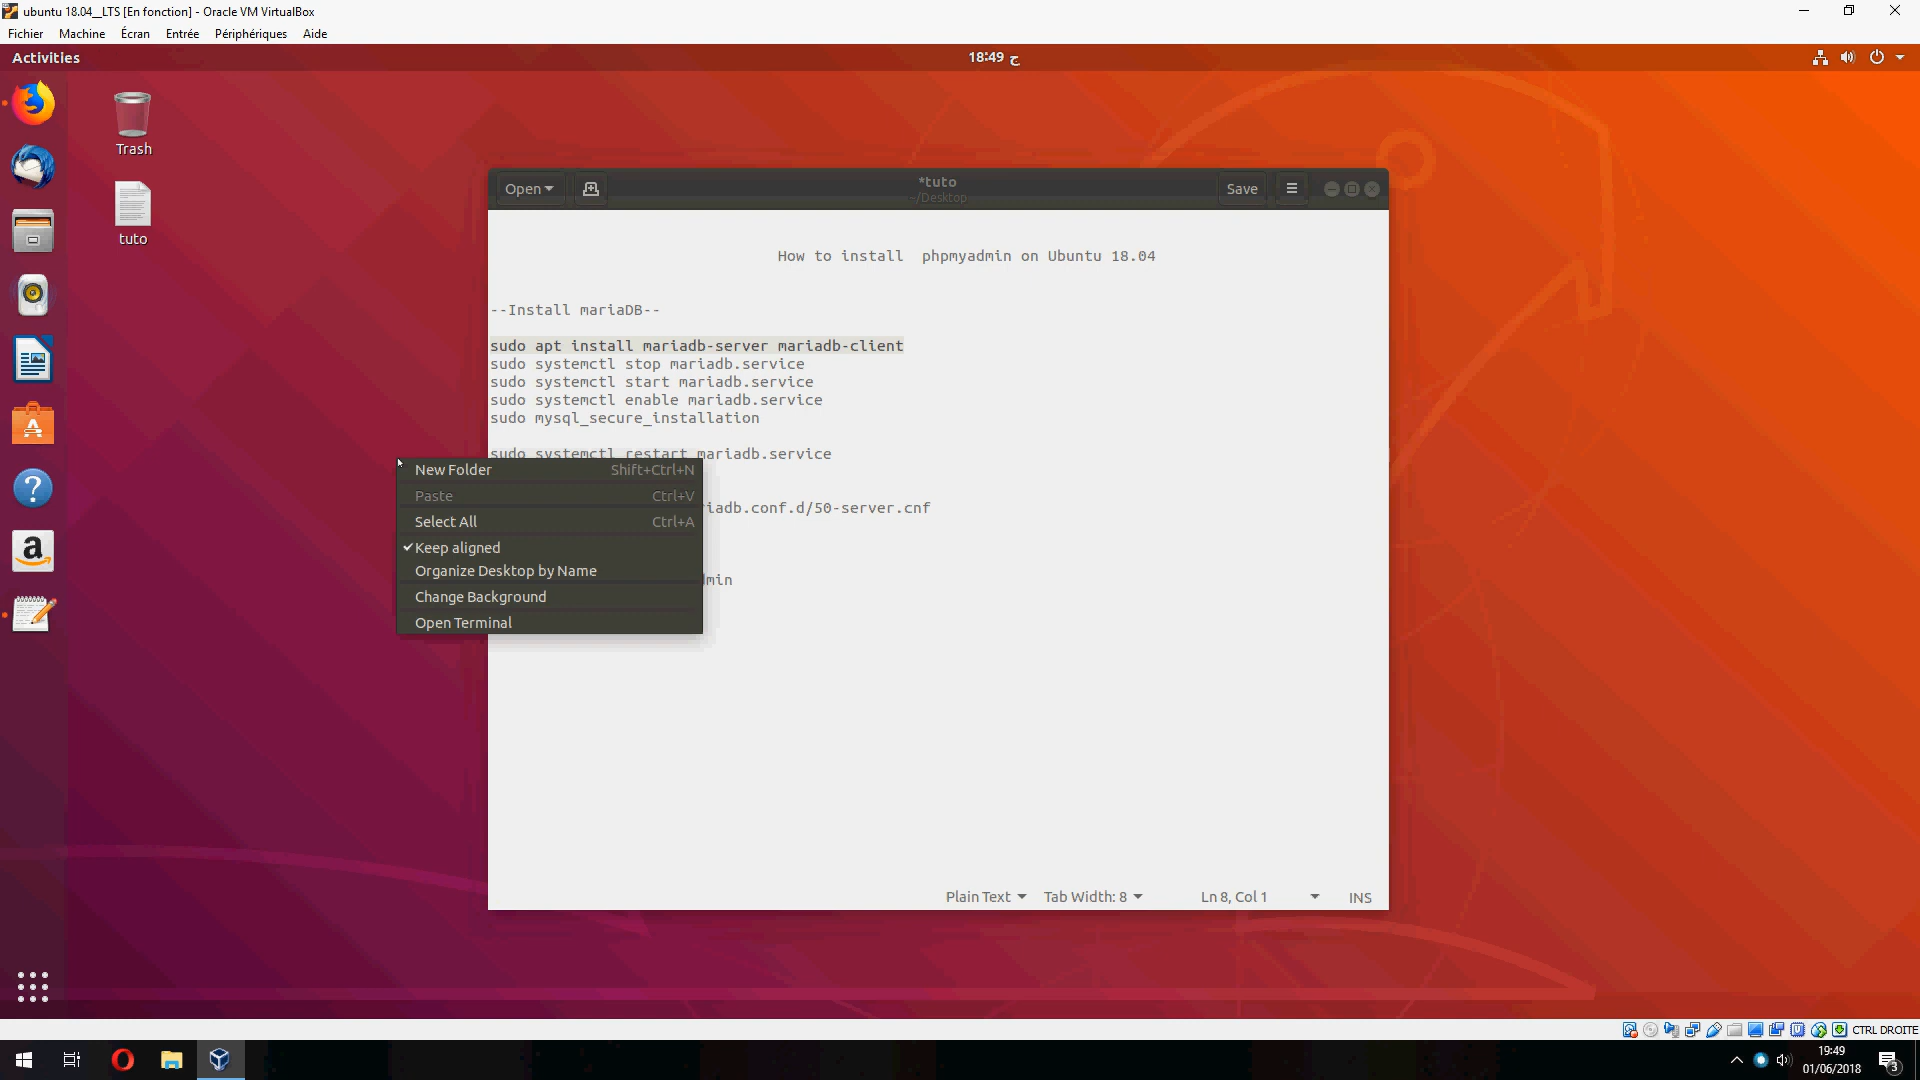 ubuntu 18.04_LTS [En fonction] - Oracle VM VirtualBox
Fichier Machine Écran Entrée Périphériques Aide
Activities
18:49 ح
Trash
tuto
Open
*tuto
~/Desktop
Save
How to install  phpmyadmin on Ubuntu 18.04
--Install mariaDB--
sudo apt install mariadb-server mariadb-client
sudo systemctl stop mariadb.service
sudo systemctl start mariadb.service
sudo systemctl enable mariadb.service
sudo mysql_secure_installation
sudo systemctl restart mariadb.service
New Folder Shift+Ctrl+N
Paste Ctrl+V
iadb.conf.d/50-server.cnf
Select All Ctrl+A
Keep aligned
Organize Desktop by Name
min
Change Background
Open Terminal
Plain Text Tab Width: 8 Ln 8, Col 1 INS
CTRL DROITE
19:49
01/06/2018
3